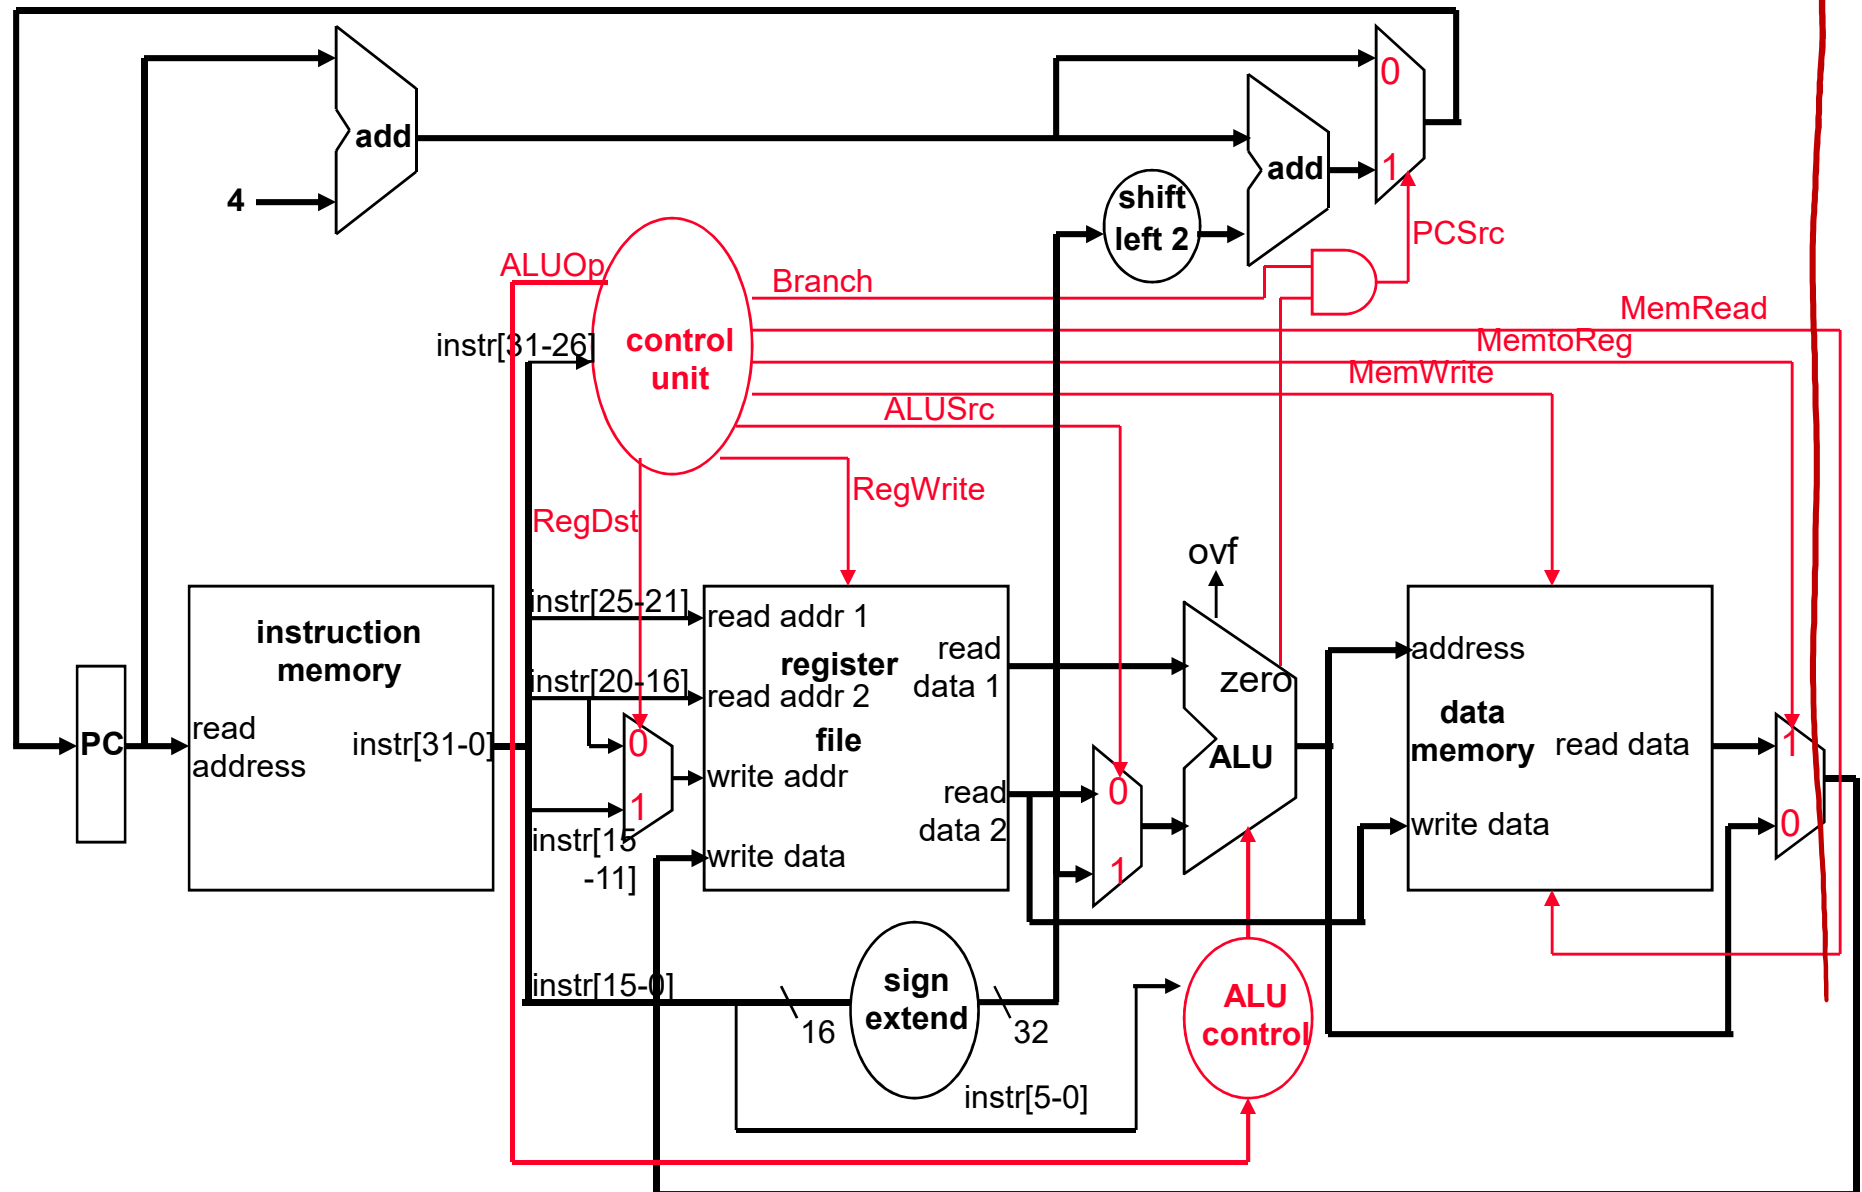 0
add
add
1
4
shift
left 2
PCSrc
ALUOp
Branch
MemRead
control
unit
instr[31-26]
MemtoReg
MemWrite
ALUSrc
RegWrite
RegDst
ovf
instruction
memory
read
address
instr[31-0]
PC
instr[25-21]
read addr 1
instr[20-16]
read addr 2
register
file
read
data 1
0
write addr
1
instr[15
-11]
write data
read
data 2
0
1
zero
ALU
address
data
memory
read data
write data
1
0
instr[15-0]
16
sign
extend
32
ALU
control
instr[5-0]